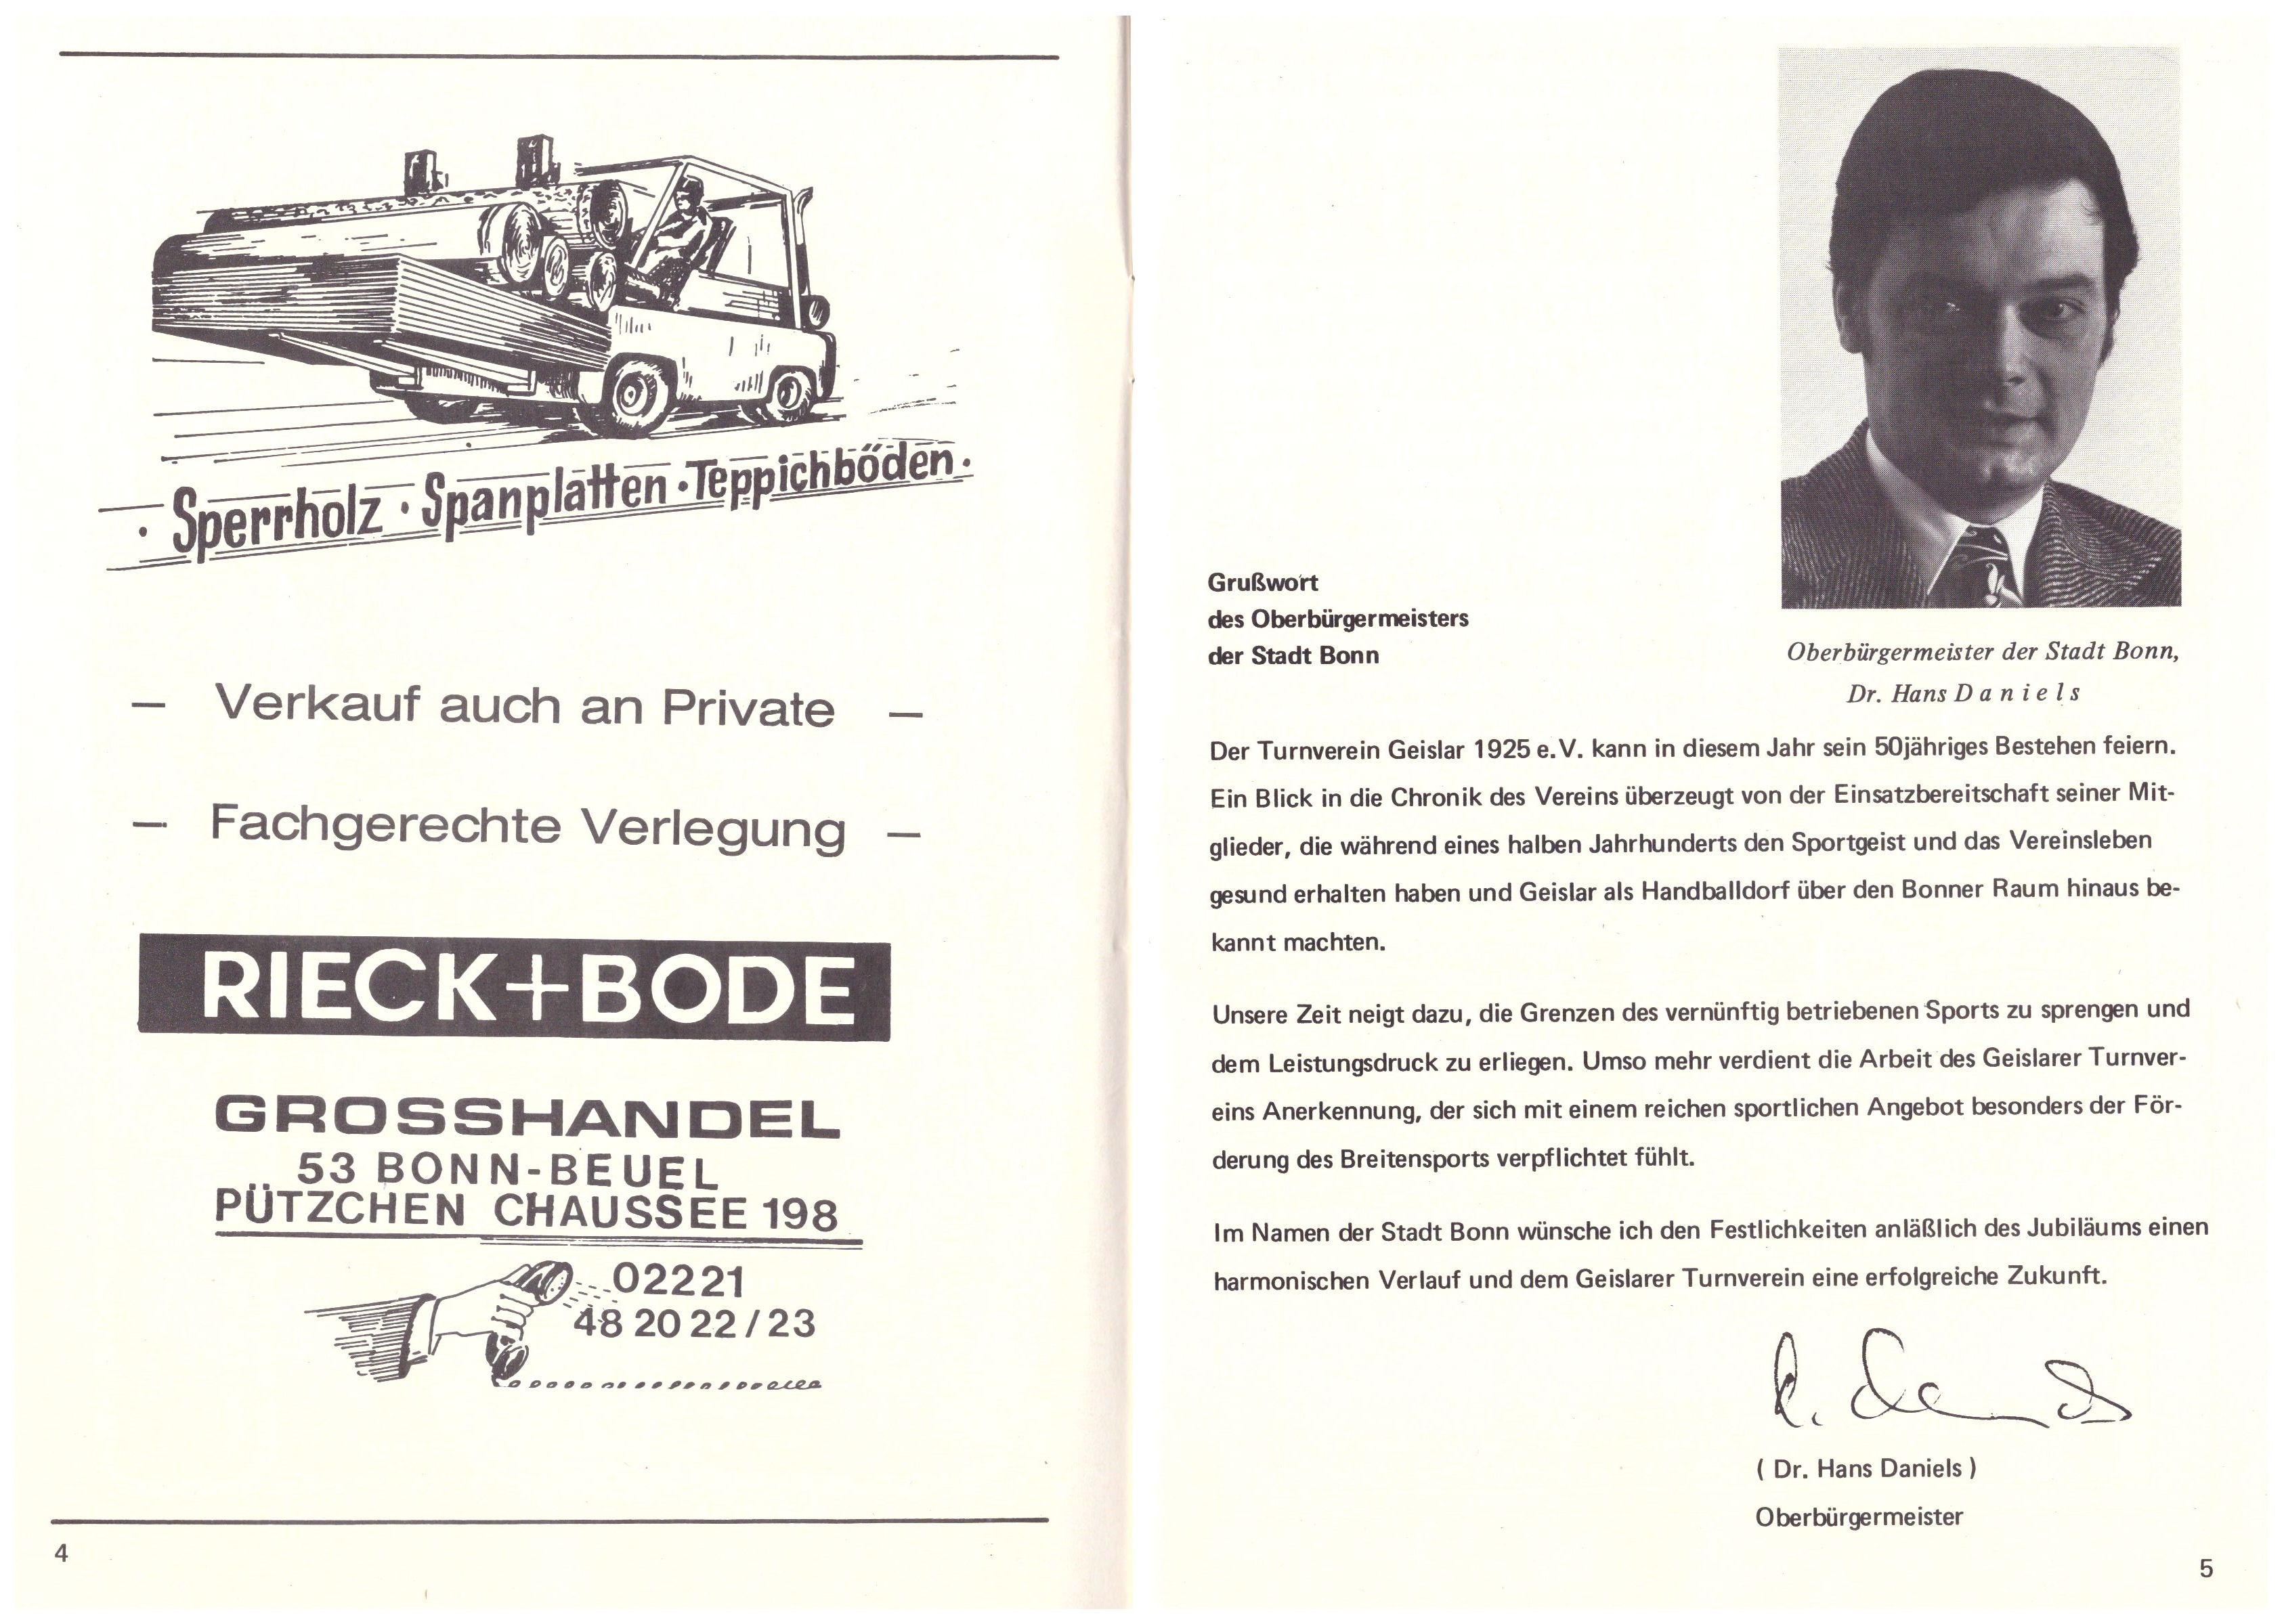 · Sperrholz · Spanplatten · Teppichböden ·
— Verkauf auch an Private —
— Fachgerechte Verlegung —
RIECK+BODE
GROSSHANDEL
53 BONN-BEUEL
PÜTZCHEN CHAUSSEE 198
02221
48 20 22 / 23
4
Grußwort
des Oberbürgermeisters
der Stadt Bonn
Oberbürgermeister der Stadt Bonn,
Dr. Hans D a n i e l s
Der Turnverein Geislar 1925 e.V. kann in diesem Jahr sein 50jähriges Bestehen feiern.
Ein Blick in die Chronik des Vereins überzeugt von der Einsatzbereitschaft seiner Mit-
glieder, die während eines halben Jahrhunderts den Sportgeist und das Vereinsleben
gesund erhalten haben und Geislar als Handballdorf über den Bonner Raum hinaus be-
kannt machten.
Unsere Zeit neigt dazu, die Grenzen des vernünftig betriebenen Sports zu sprengen und
dem Leistungsdruck zu erliegen. Umso mehr verdient die Arbeit des Geislarer Turnver-
eins Anerkennung, der sich mit einem reichen sportlichen Angebot besonders der För-
derung des Breitensports verpflichtet fühlt.
Im Namen der Stadt Bonn wünsche ich den Festlichkeiten anläßlich des Jubiläums einen
harmonischen Verlauf und dem Geislarer Turnverein eine erfolgreiche Zukunft.
( Dr. Hans Daniels )
Oberbürgermeister
5